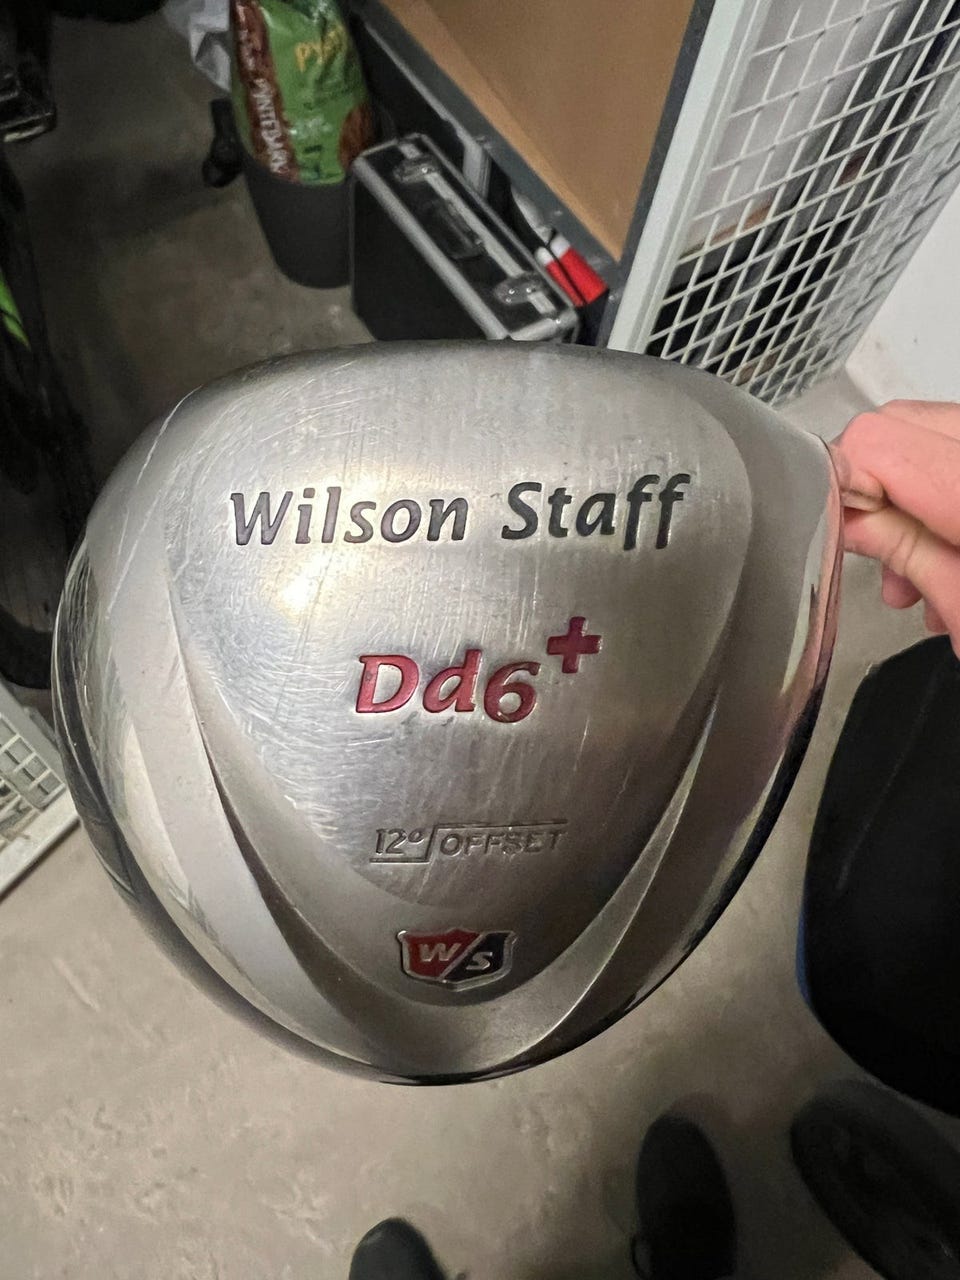 Wilson Staff
Dd6+
12° OFFSET
W/S